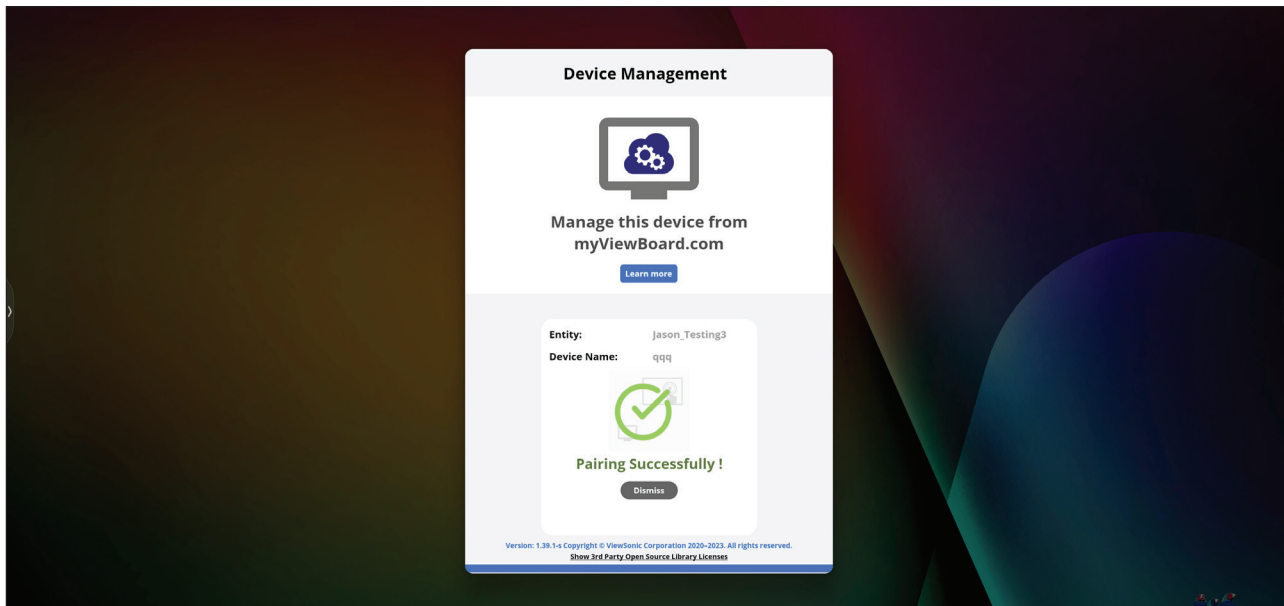 Device Management
Manage this device from
myViewBoard.com
Learn more
Entity: Jason_Testing3
Device Name: qqq
Pairing Successfully !
Dismiss
Version: 1.39.1-s Copyright © ViewSonic Corporation 2020–2023. All rights reserved.
Show 3rd Party Open Source Library Licenses